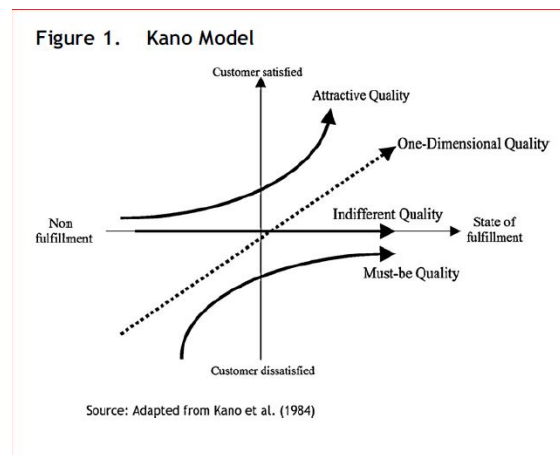 Figure 1. Kano Model
Customer satisfied
Attractive Quality
One-Dimensional Quality
Non
fulfillment
Indifferent Quality
State of
fulfillment
Must-be Quality
Customer dissatisfied
Source: Adapted from Kano et al. (1984)